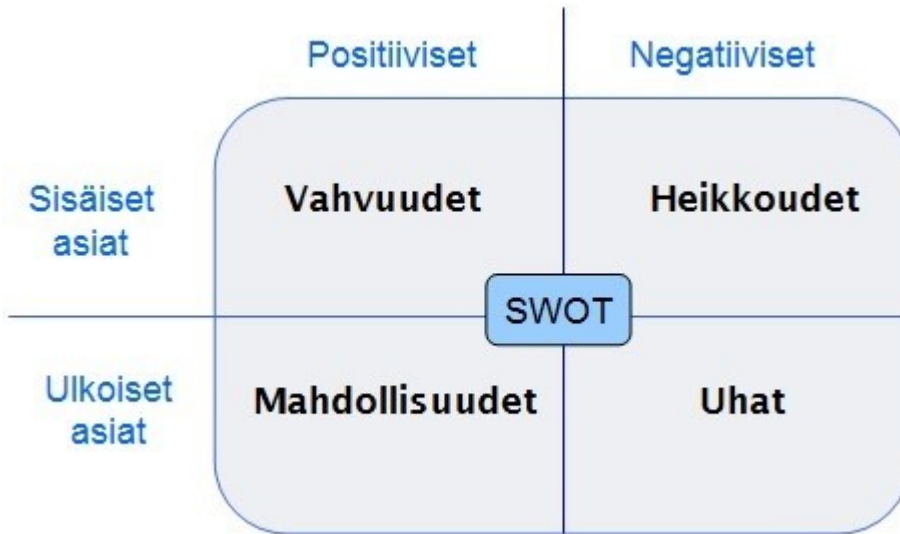 Positiiviset
Negatiiviset
Sisäiset
asiat
Vahvuudet
Heikkoudet
SWOT
Ulkoiset
asiat
Mahdollisuudet
Uhat